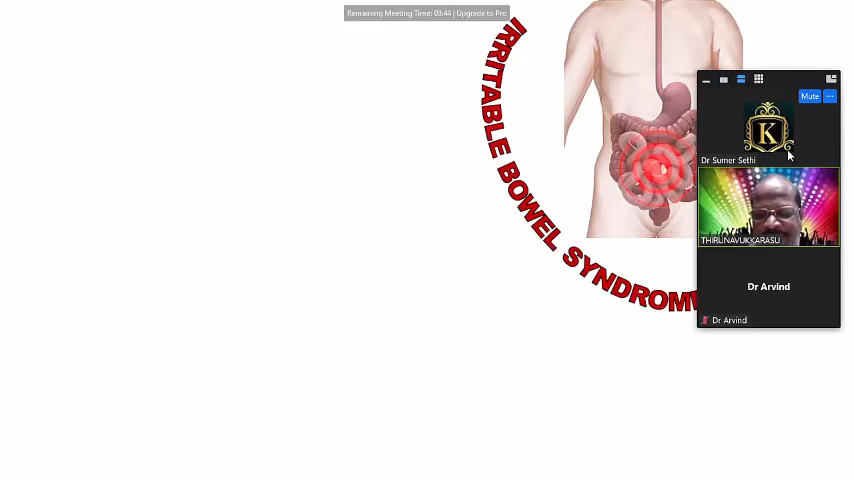 Remaining Meeting Time: 03:44 | Upgrade to Pro
IRRITABLE BOWEL SYNDROM
Mute
K
Dr Sumer Sethi
THIRUNAVUKKARASU
Dr Arvind
Dr Arvind